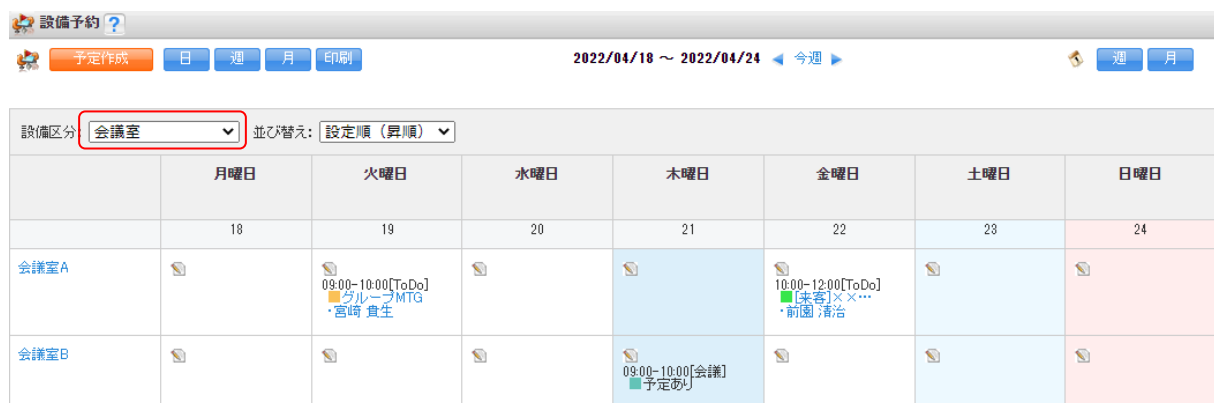 設備予約 ?
予定作成 日 週 月 印刷 2022/04/18 ～ 2022/04/24 今週 週 月
設備区分: 会議室 並び替え: 設定順（昇順）
月曜日 火曜日 水曜日 木曜日 金曜日 土曜日 日曜日
18 19 20 21 22 23 24
会議室A
09:00-10:00[ToDo]
グループMTG
・宮崎 貴生
10:00-12:00[ToDo]
[来客]××…
・前園 清治
会議室B
09:00-10:00[会議]
予定あり